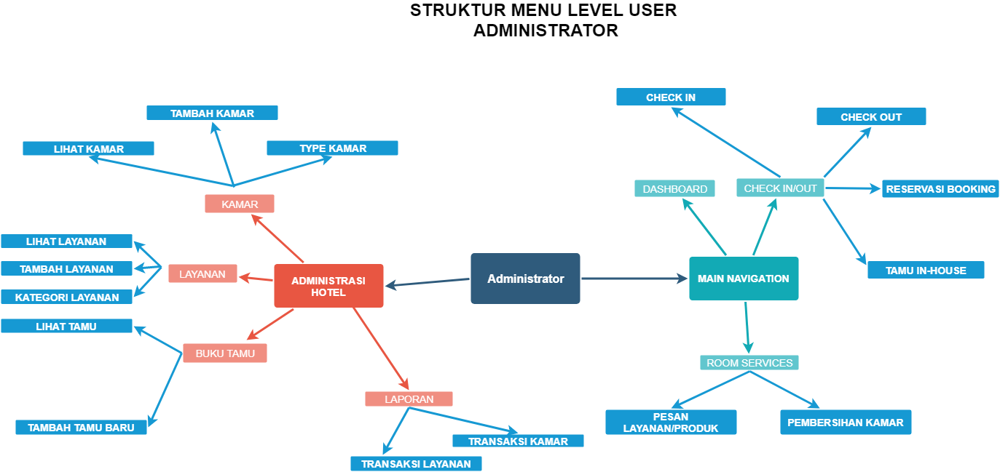 STRUKTUR MENU LEVEL USER
ADMINISTRATOR
CHECK IN
TAMBAH KAMAR
CHECK OUT
LIHAT KAMAR
TYPE KAMAR
DASHBOARD
CHECK IN/OUT
RESERVASI BOOKING
KAMAR
LIHAT LAYANAN
TAMBAH LAYANAN
KATEGORI LAYANAN
LAYANAN
ADMINISTRASI
HOTEL
Administrator
MAIN NAVIGATION
TAMU IN-HOUSE
LIHAT TAMU
BUKU TAMU
ROOM SERVICES
LAPORAN
PESAN
LAYANAN/PRODUK
PEMBERSIHAN KAMAR
TAMBAH TAMU BARU
TRANSAKSI KAMAR
TRANSAKSI LAYANAN